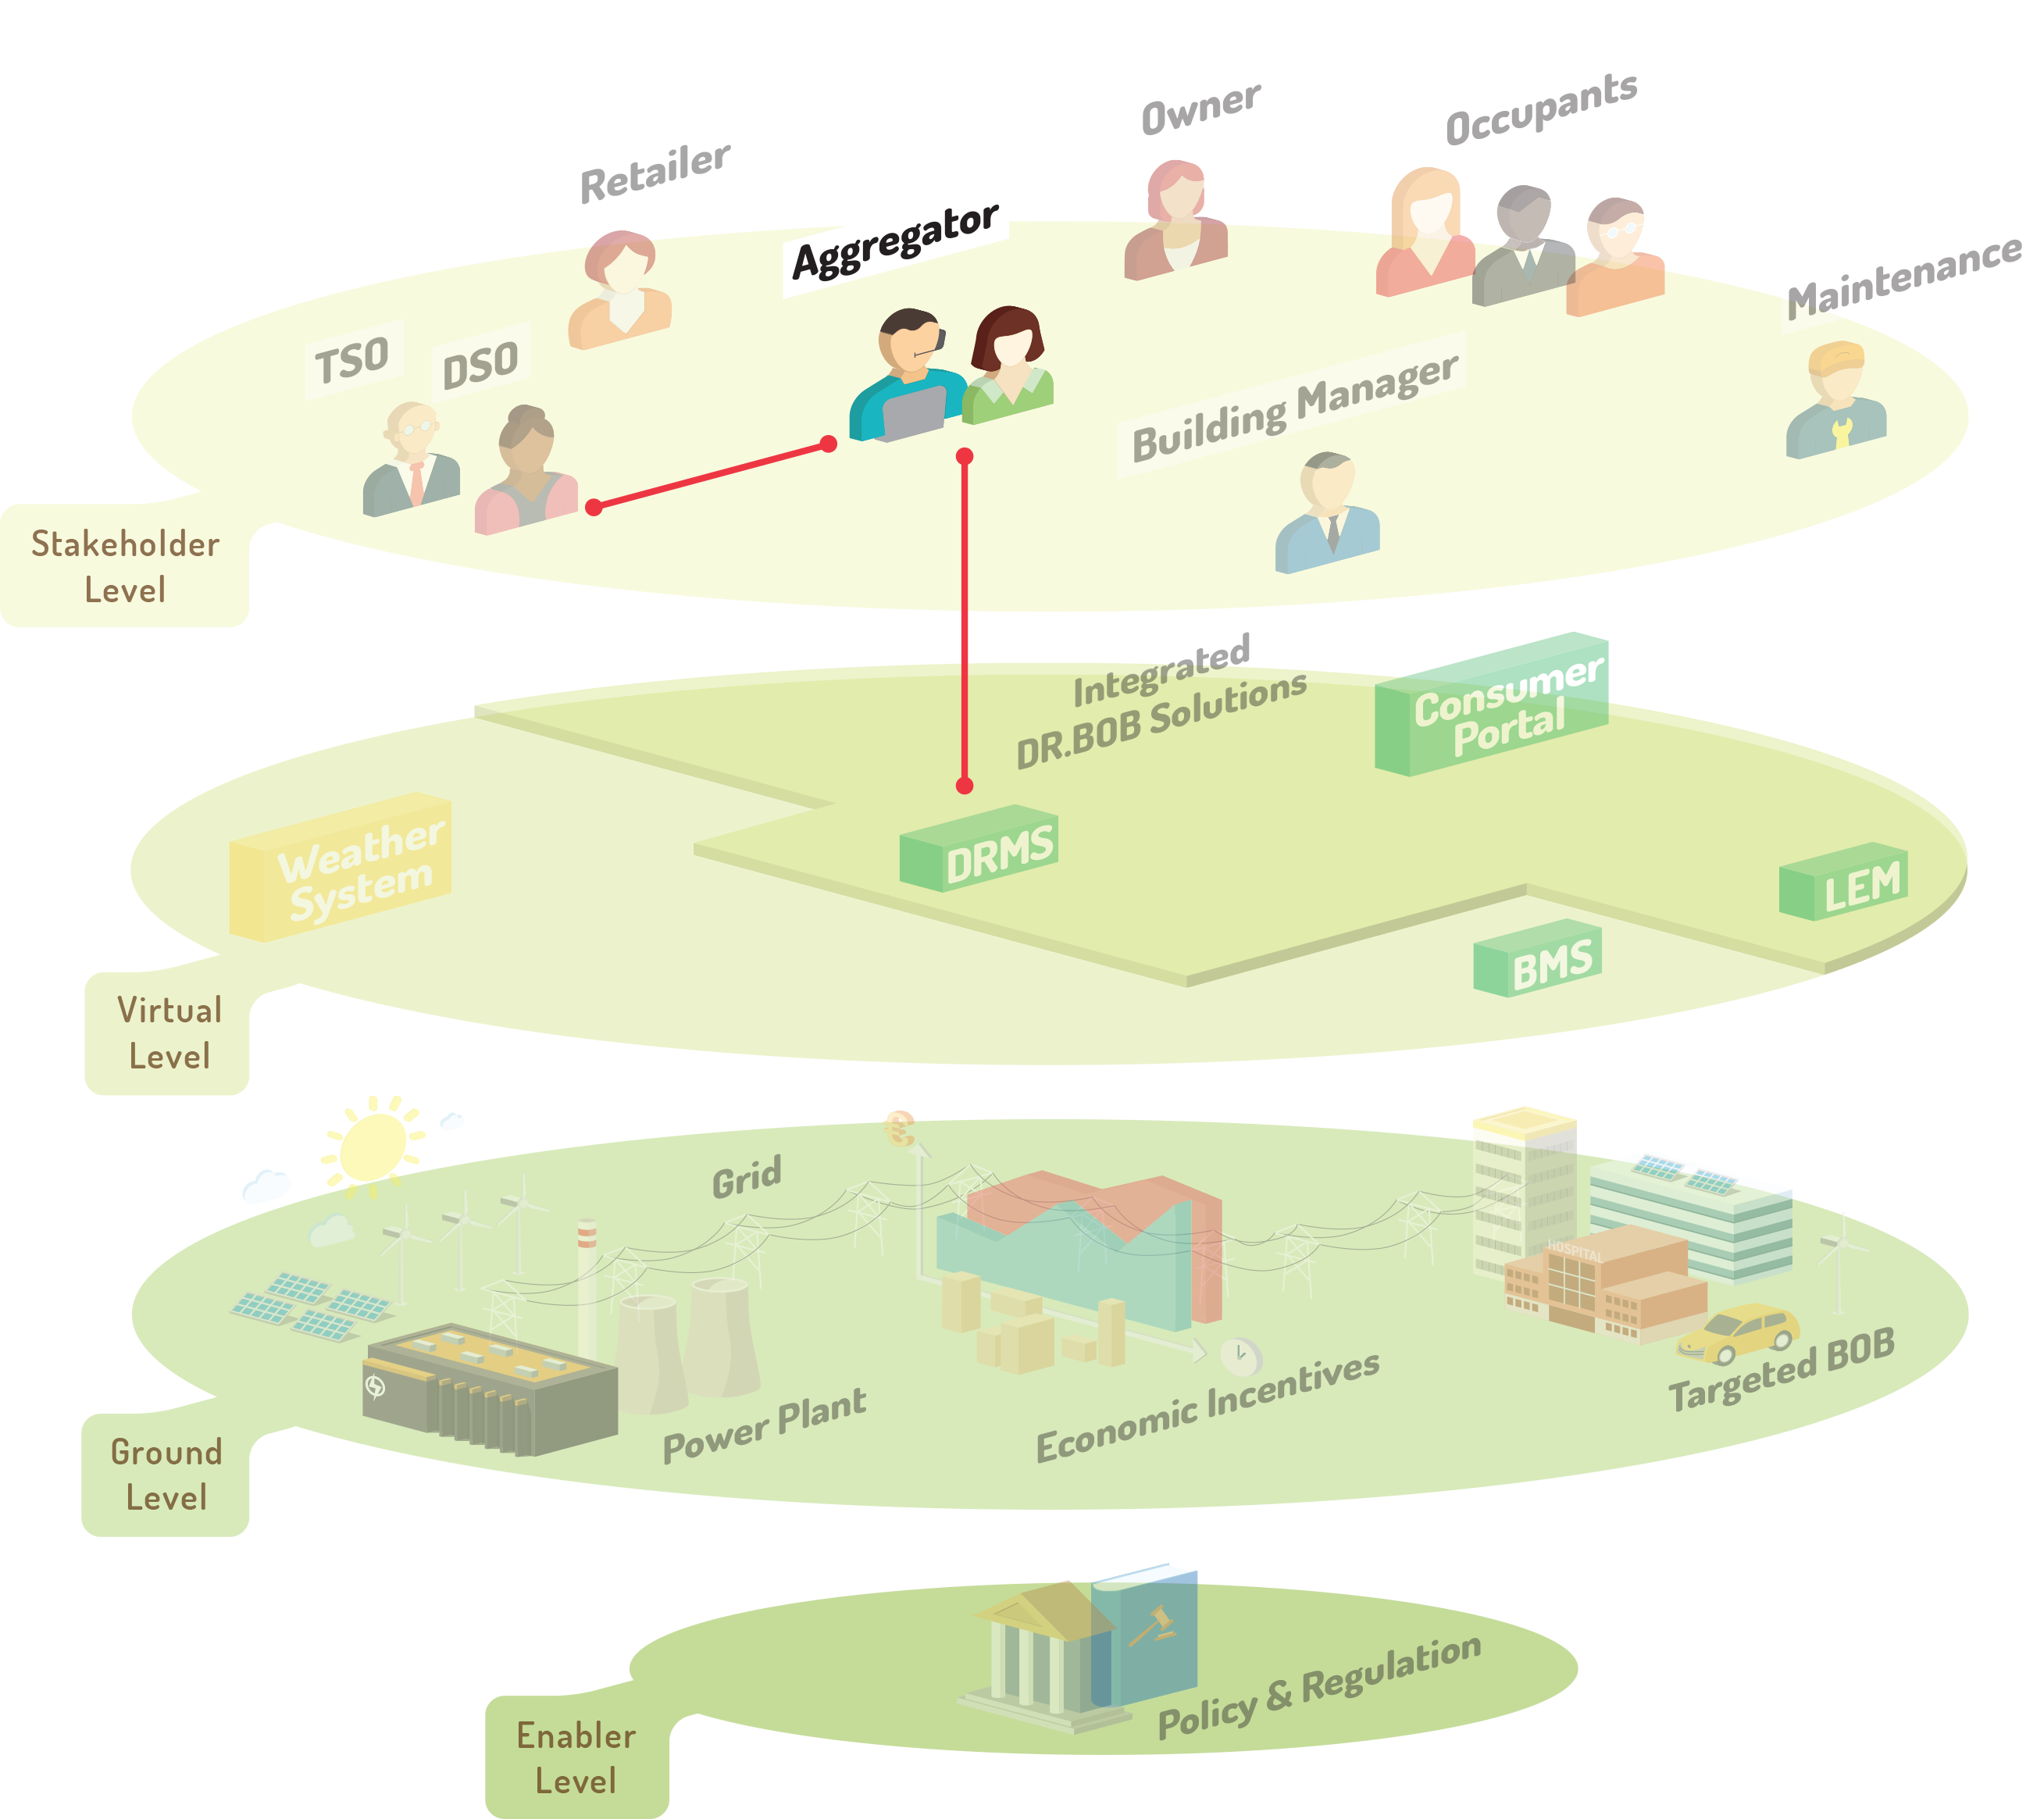 Owner
Occupants
Retailer
Aggregator
Maintenance
TSO
DSO
Building Manager
Stakeholder
Level
Integrated
DR.BOB Solutions
Consumer
Portal
Weather
System
DRMS
LEM
BMS
Virtual
Level
Grid
€
HOSPITAL
Targeted BOB
Economic Incentives
Power Plant
Ground
Level
Policy & Regulation
Enabler
Level